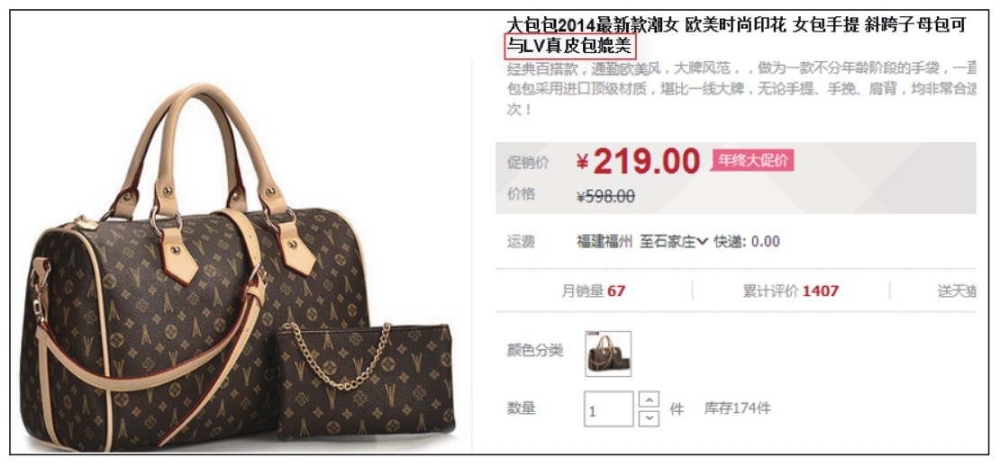 大包包2014最新款潮女 欧美时尚印花 女包手提 斜跨子母包可
与LV真皮包媲美
经典百搭款，通勤欧美风，大牌风范，，做为一款不分年龄阶段的手袋，一直
包包采用进口顶级材质，堪比一线大牌，无论手提、手挽、肩背，均非常合适
次！
促销价 ¥219.00 年终大促价
价格 ¥598.00
运费 福建福州 至石家庄 快递: 0.00
月销量 67 累计评价 1407 送天猫
颜色分类
数量 1 件 库存174件